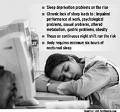 Sleep deprivation problems on the rise
Chronic lack of sleep leads to : impaired
performance at work, psychological
problems, sexual problems, altered
metabolism, gastric problems, obesity
Those on continuous night shift run the risk
Body requires minimum six hours of
nocturnal sleep